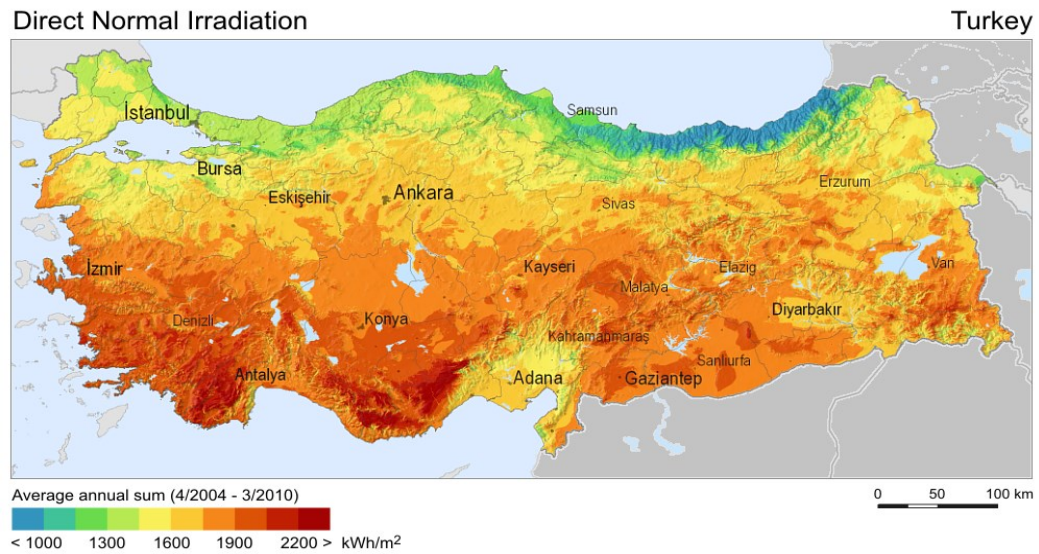 Direct Normal Irradiation
Turkey
Samsun
İstanbul
Bursa
Erzurum
Eskişehir
Ankara
Sivas
İzmir
Kayseri
Elazig
Van
Malatya
Diyarbakır
Denizli
Konya
Kahramanmaraş
Sanlıurfa
Antalya
Adana
Gaziantep
Average annual sum (4/2004 - 3/2010)
0 50 100 km
< 1000 1300 1600 1900 2200 > kWh/m²